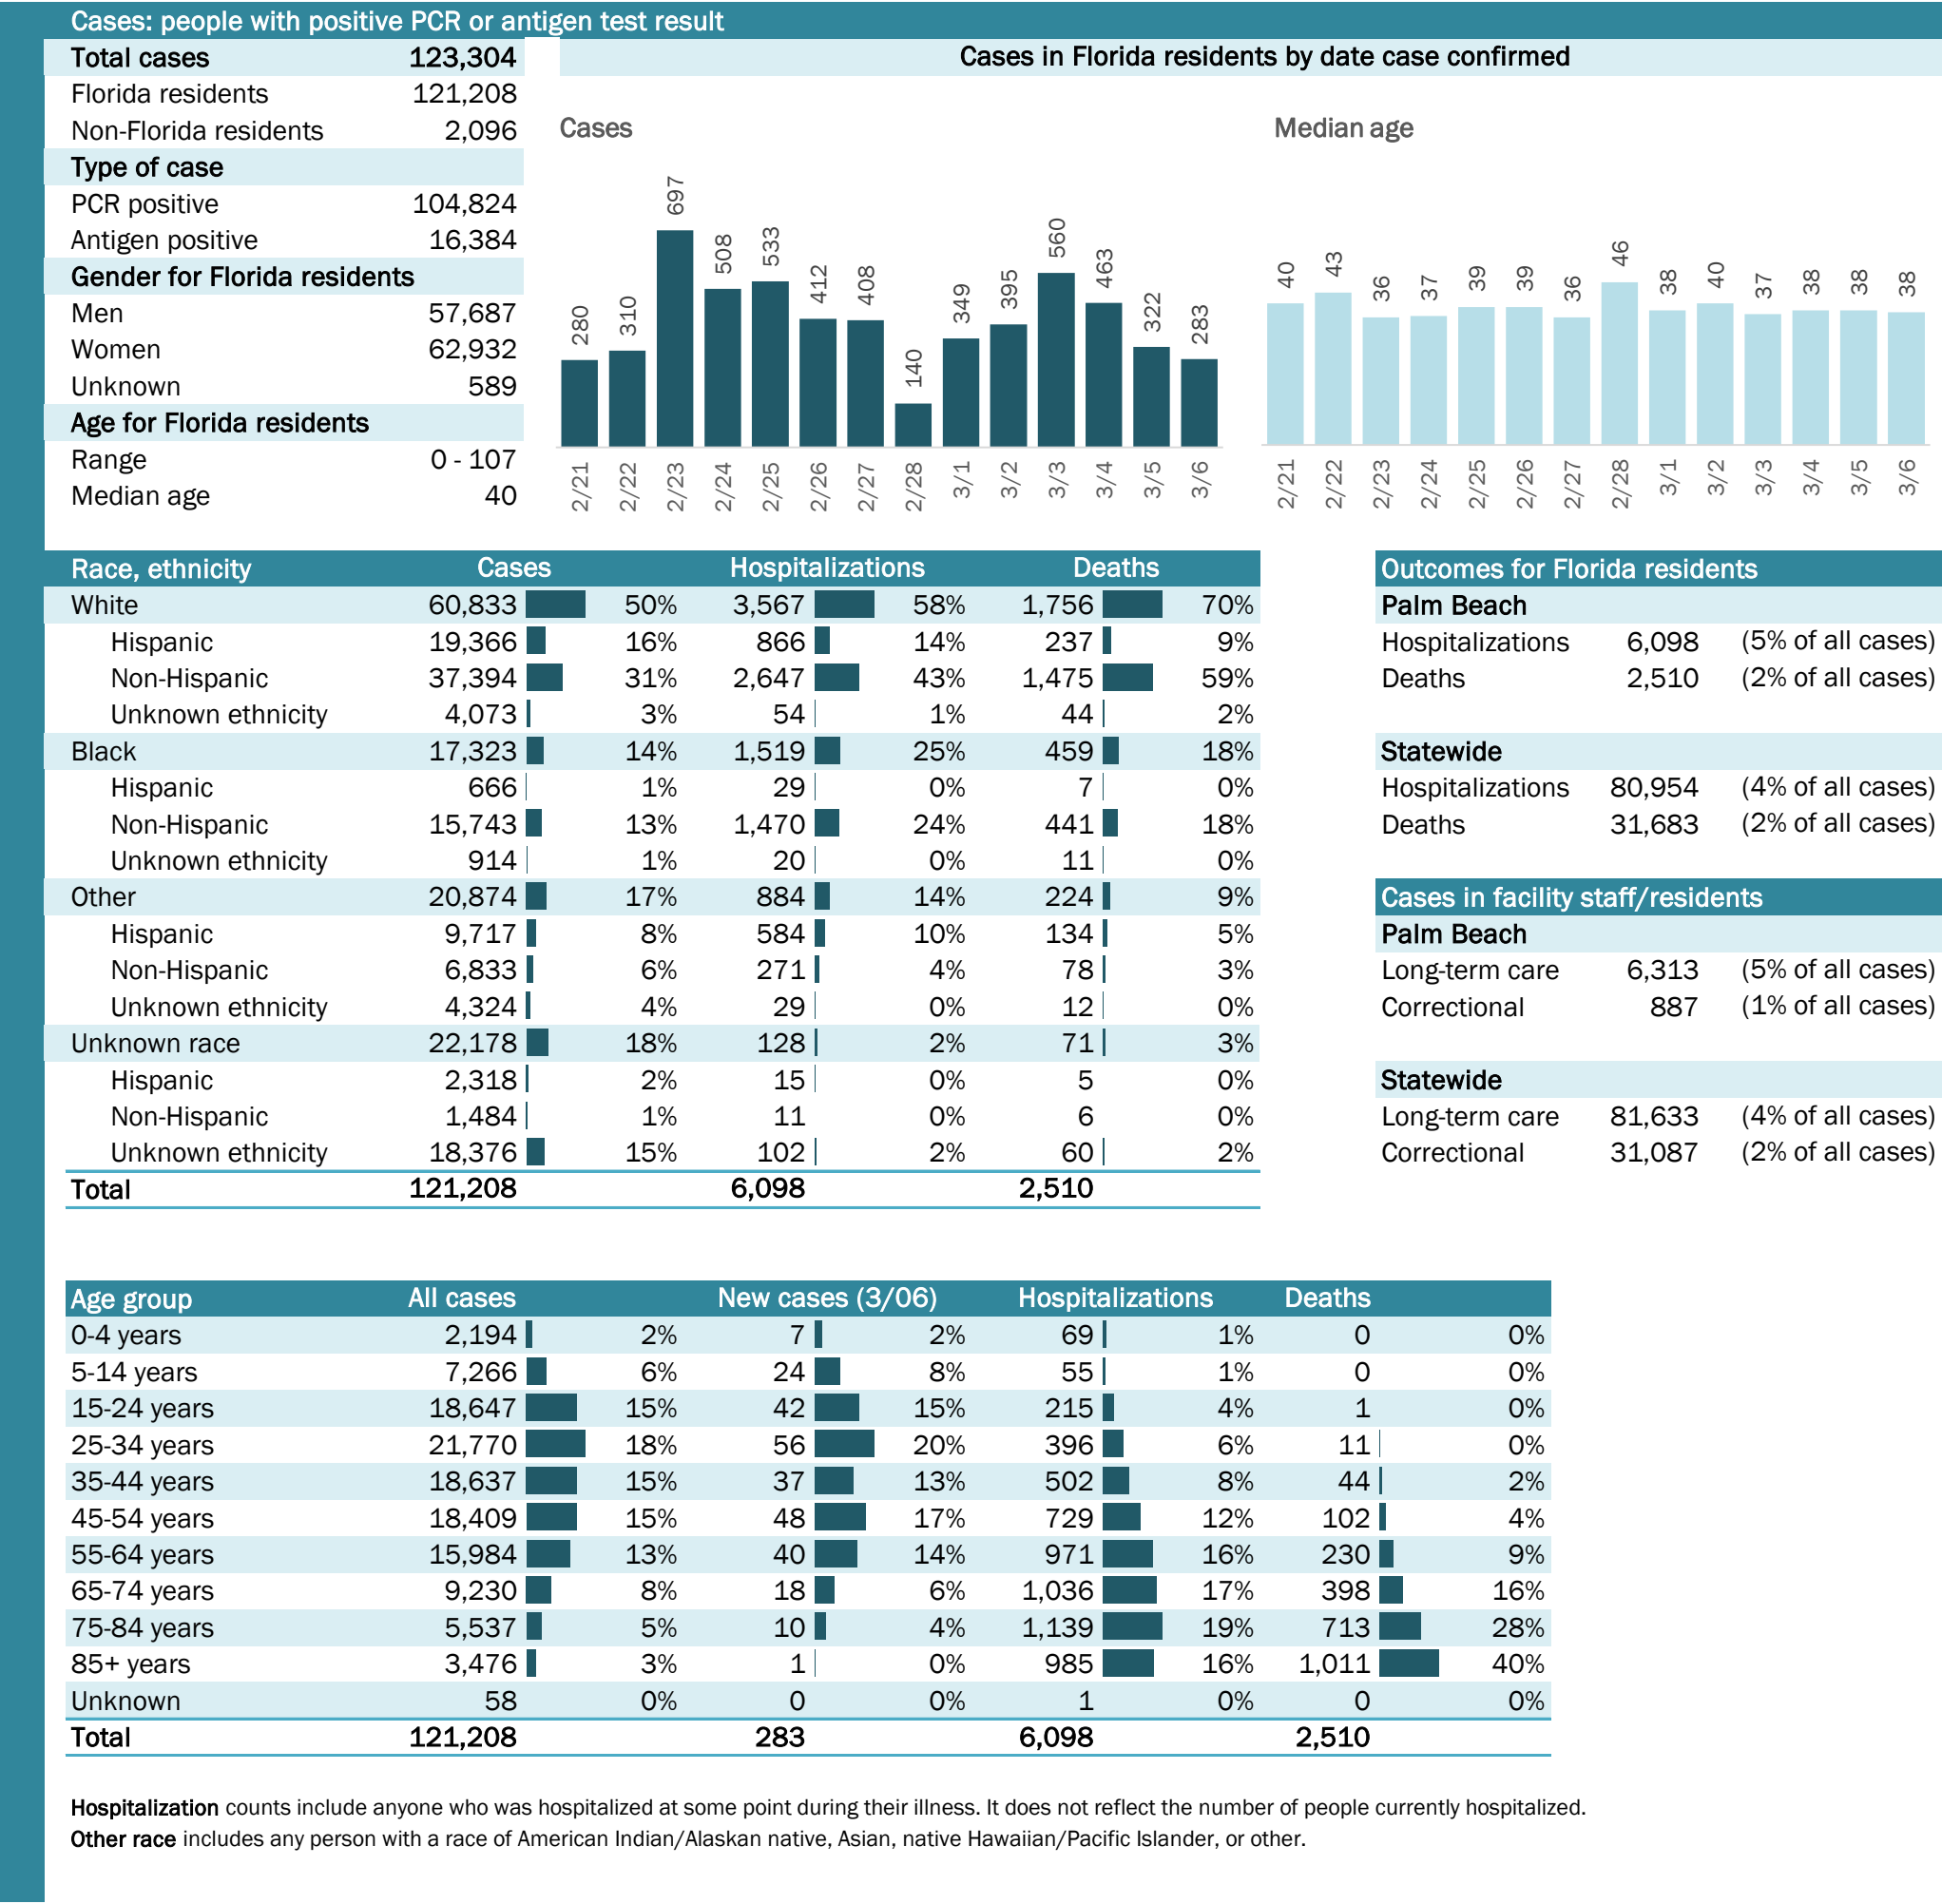 Cases: people with positive PCR or antigen test result
Total cases 123,304
Florida residents 121,208
Non-Florida residents 2,096
Type of case
PCR positive 104,824
Antigen positive 16,384
Gender for Florida residents
Men 57,687
Women 62,932
Unknown 589
Age for Florida residents
Range 0 - 107
Median age 40
Cases in Florida residents by date case confirmed
Cases
280 310 697 508 533 412 408 140 349 395 560 463 322 283
2/21 2/22 2/23 2/24 2/25 2/26 2/27 2/28 3/1 3/2 3/3 3/4 3/5 3/6
Median age
40 43 36 37 39 39 36 46 38 40 37 38 38 38
2/21 2/22 2/23 2/24 2/25 2/26 2/27 2/28 3/1 3/2 3/3 3/4 3/5 3/6
Race, ethnicity Cases Hospitalizations Deaths
White 60,833 50% 3,567 58% 1,756 70%
Hispanic 19,366 16% 866 14% 237 9%
Non-Hispanic 37,394 31% 2,647 43% 1,475 59%
Unknown ethnicity 4,073 3% 54 1% 44 2%
Black 17,323 14% 1,519 25% 459 18%
Hispanic 666 1% 29 0% 7 0%
Non-Hispanic 15,743 13% 1,470 24% 441 18%
Unknown ethnicity 914 1% 20 0% 11 0%
Other 20,874 17% 884 14% 224 9%
Hispanic 9,717 8% 584 10% 134 5%
Non-Hispanic 6,833 6% 271 4% 78 3%
Unknown ethnicity 4,324 4% 29 0% 12 0%
Unknown race 22,178 18% 128 2% 71 3%
Hispanic 2,318 2% 15 0% 5 0%
Non-Hispanic 1,484 1% 11 0% 6 0%
Unknown ethnicity 18,376 15% 102 2% 60 2%
Total 121,208 6,098 2,510
Outcomes for Florida residents
Palm Beach
Hospitalizations 6,098 (5% of all cases)
Deaths 2,510 (2% of all cases)
Statewide
Hospitalizations 80,954 (4% of all cases)
Deaths 31,683 (2% of all cases)
Cases in facility staff/residents
Palm Beach
Long-term care 6,313 (5% of all cases)
Correctional 887 (1% of all cases)
Statewide
Long-term care 81,633 (4% of all cases)
Correctional 31,087 (2% of all cases)
Age group All cases New cases (3/06) Hospitalizations Deaths
0-4 years 2,194 2% 7 2% 69 1% 0 0%
5-14 years 7,266 6% 24 8% 55 1% 0 0%
15-24 years 18,647 15% 42 15% 215 4% 1 0%
25-34 years 21,770 18% 56 20% 396 6% 11 0%
35-44 years 18,637 15% 37 13% 502 8% 44 2%
45-54 years 18,409 15% 48 17% 729 12% 102 4%
55-64 years 15,984 13% 40 14% 971 16% 230 9%
65-74 years 9,230 8% 18 6% 1,036 17% 398 16%
75-84 years 5,537 5% 10 4% 1,139 19% 713 28%
85+ years 3,476 3% 1 0% 985 16% 1,011 40%
Unknown 58 0% 0 0% 1 0% 0 0%
Total 121,208 283 6,098 2,510
Hospitalization counts include anyone who was hospitalized at some point during their illness. It does not reflect the number of people currently hospitalized.
Other race includes any person with a race of American Indian/Alaskan native, Asian, native Hawaiian/Pacific Islander, or other.